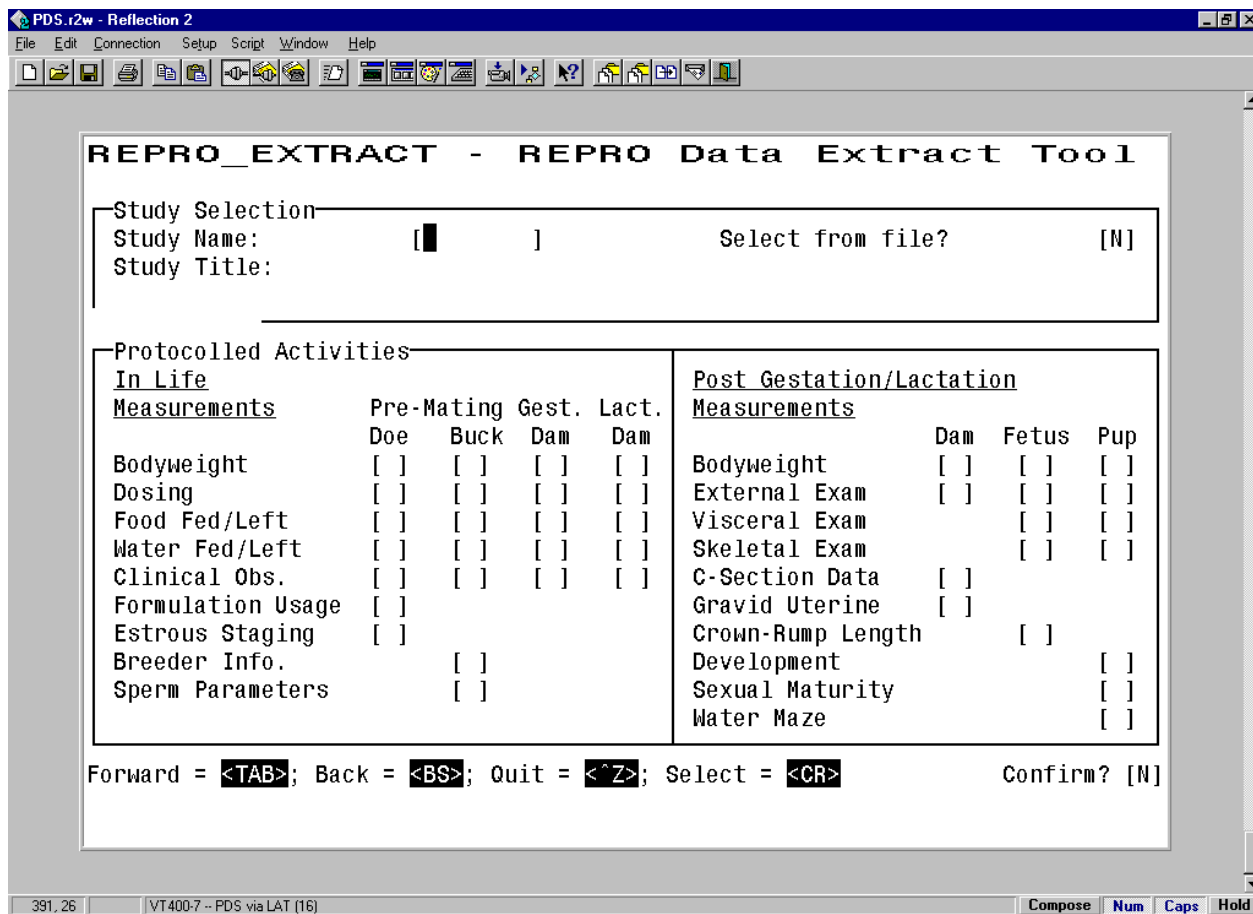 PDS.r2w - Reflection 2
File Edit Connection Setup Script Window Help
REPRO_EXTRACT - REPRO Data Extract Tool
Study Selection
Study Name: [ ] Select from file? [N]
Study Title:
Protocolled Activities
In Life Post Gestation/Lactation
Measurements Pre-Mating Gest. Lact. Measurements
Doe Buck Dam Dam Dam Fetus Pup
Bodyweight [ ] [ ] [ ] [ ] Bodyweight [ ] [ ] [ ]
Dosing [ ] [ ] [ ] [ ] External Exam [ ] [ ] [ ]
Food Fed/Left [ ] [ ] [ ] [ ] Visceral Exam [ ] [ ]
Water Fed/Left [ ] [ ] [ ] [ ] Skeletal Exam [ ] [ ]
Clinical Obs. [ ] [ ] [ ] [ ] C-Section Data [ ]
Formulation Usage [ ] Gravid Uterine [ ]
Estrous Staging [ ] Crown-Rump Length [ ]
Breeder Info. [ ] Development [ ]
Sperm Parameters [ ] Sexual Maturity [ ]
Water Maze [ ]
Forward = <TAB>; Back = <BS>; Quit = <^Z>; Select = <CR> Confirm? [N]
391, 26 VT400-7 -- PDS via LAT (16) Compose Num Caps Hold